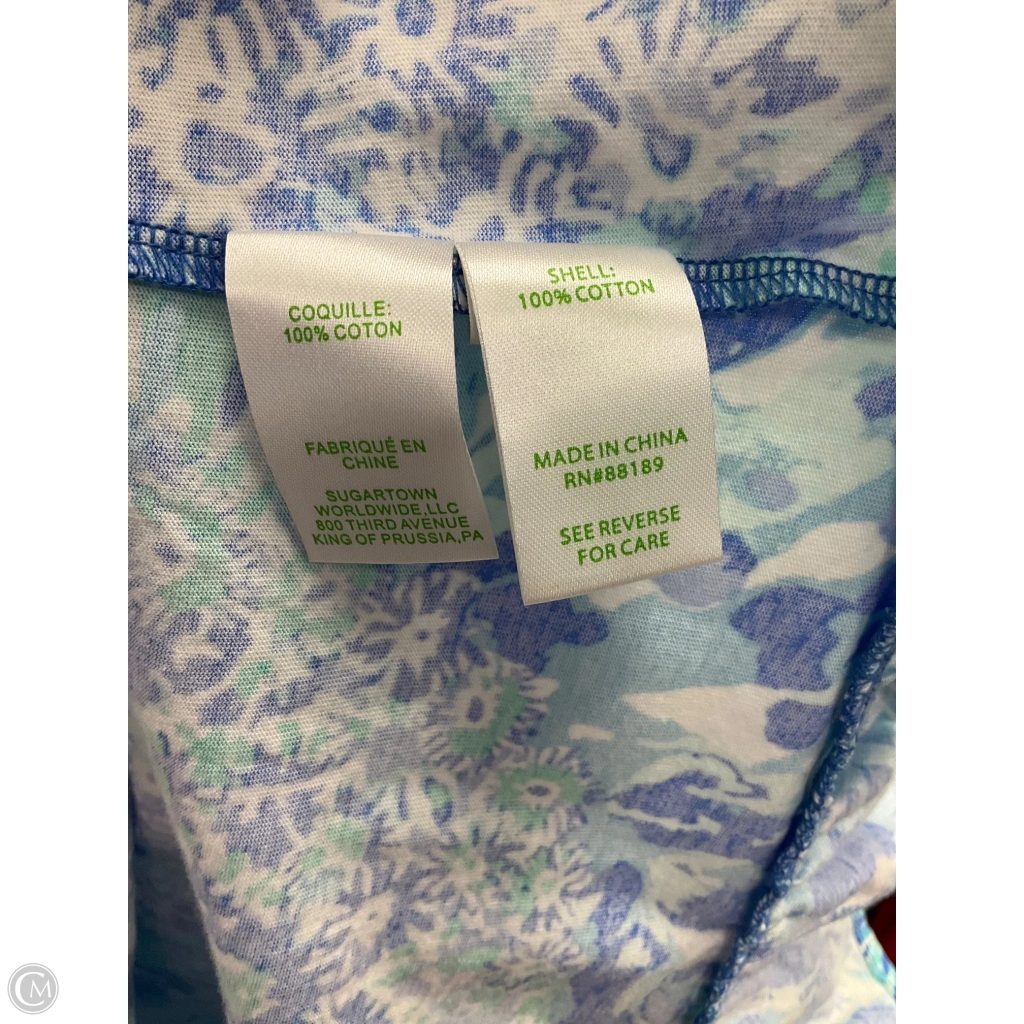 COQUILLE:
100% COTON
FABRIQUÉ EN
CHINE
SUGARTOWN
WORLDWIDE,LLC
800 THIRD AVENUE
KING OF PRUSSIA,PA
SHELL:
100% COTTON
MADE IN CHINA
RN#88189
SEE REVERSE
FOR CARE
CM